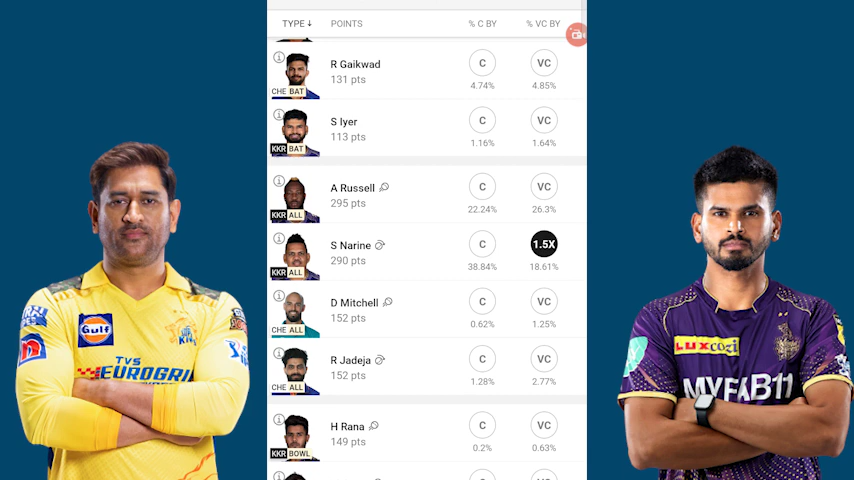 TYPE ↓ POINTS % C BY % VC BY
R Gaikwad
131 pts
C
VC
CHE BAT
4.74%
4.85%
S Iyer
113 pts
C
VC
KKR BAT
1.16%
1.64%
A Russell
295 pts
C
VC
KKR ALL
22.24%
26.3%
S Narine
290 pts
C
1.5X
KKR ALL
38.84%
18.61%
D Mitchell
152 pts
C
VC
CHE ALL
0.62%
1.25%
R Jadeja
152 pts
C
VC
CHE ALL
1.28%
2.77%
H Rana
149 pts
C
VC
KKR BOWL
0.2%
0.63%
C
VC
Gulf
TVS
EUROGRI
LUX cozi
MYFAB11